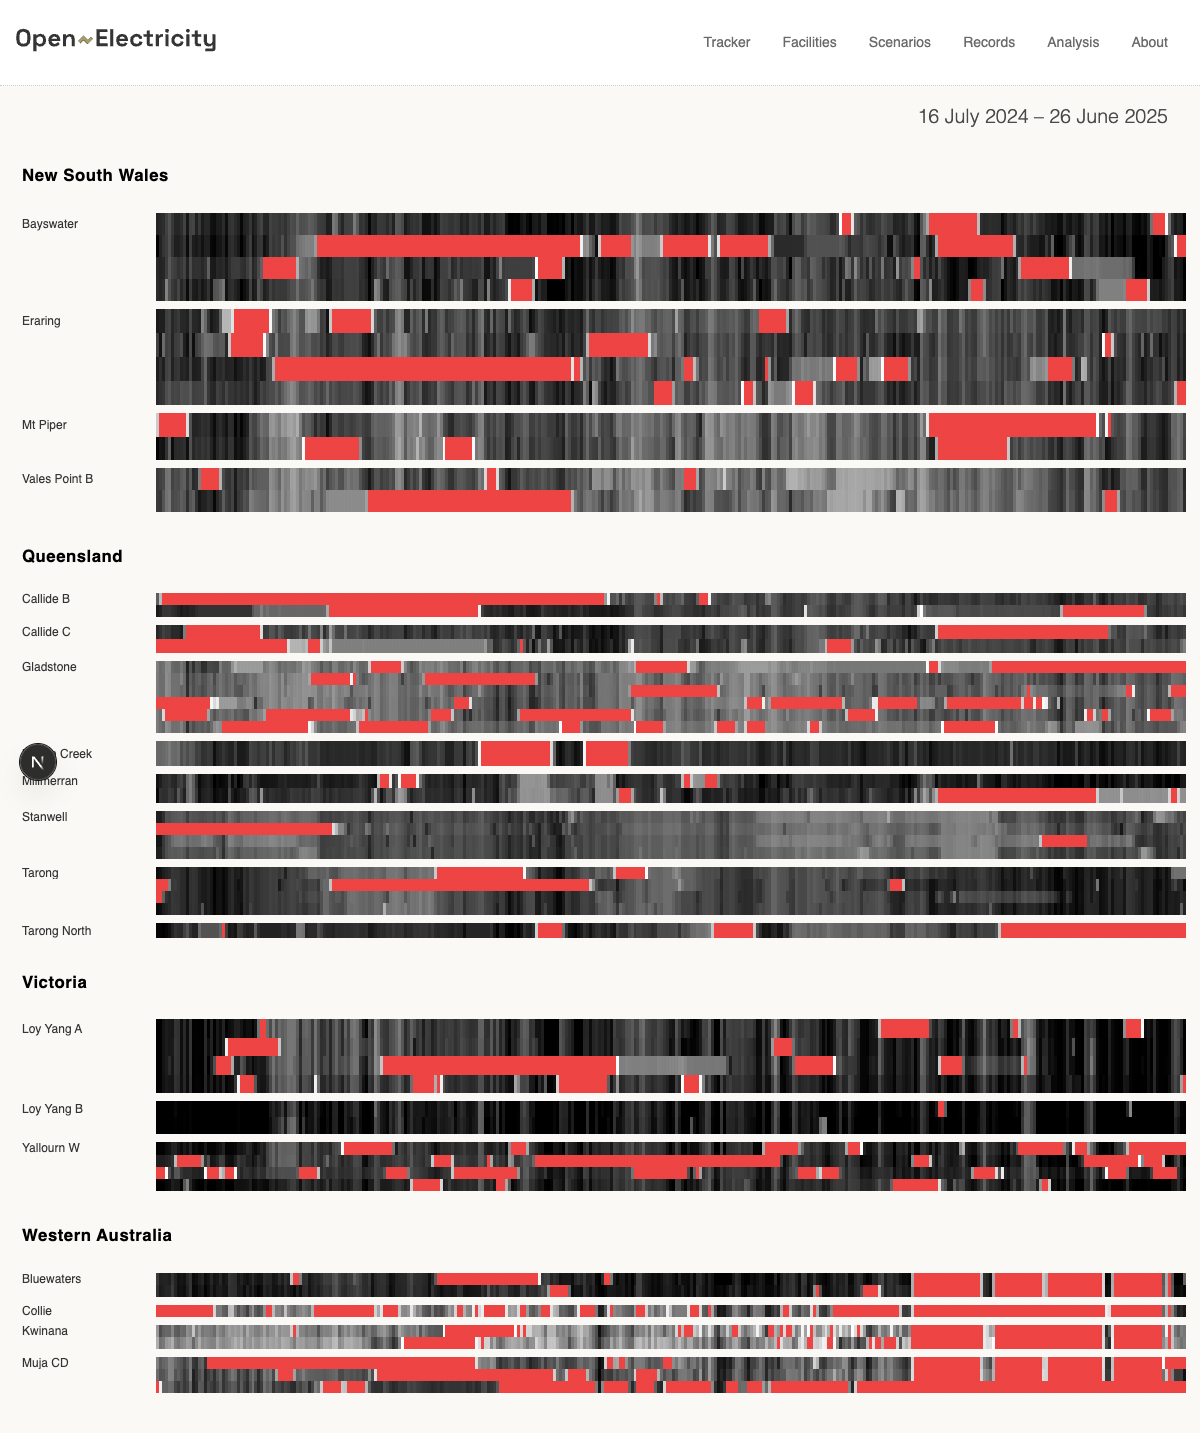 Open Electricity
Tracker Facilities Scenarios Records Analysis About
16 July 2024 – 26 June 2025
New South Wales
Bayswater
Eraring
Mt Piper
Vales Point B
Queensland
Callide B
Callide C
Gladstone
Creek
N
Millmerran
Stanwell
Tarong
Tarong North
Victoria
Loy Yang A
Loy Yang B
Yallourn W
Western Australia
Bluewaters
Collie
Kwinana
Muja CD